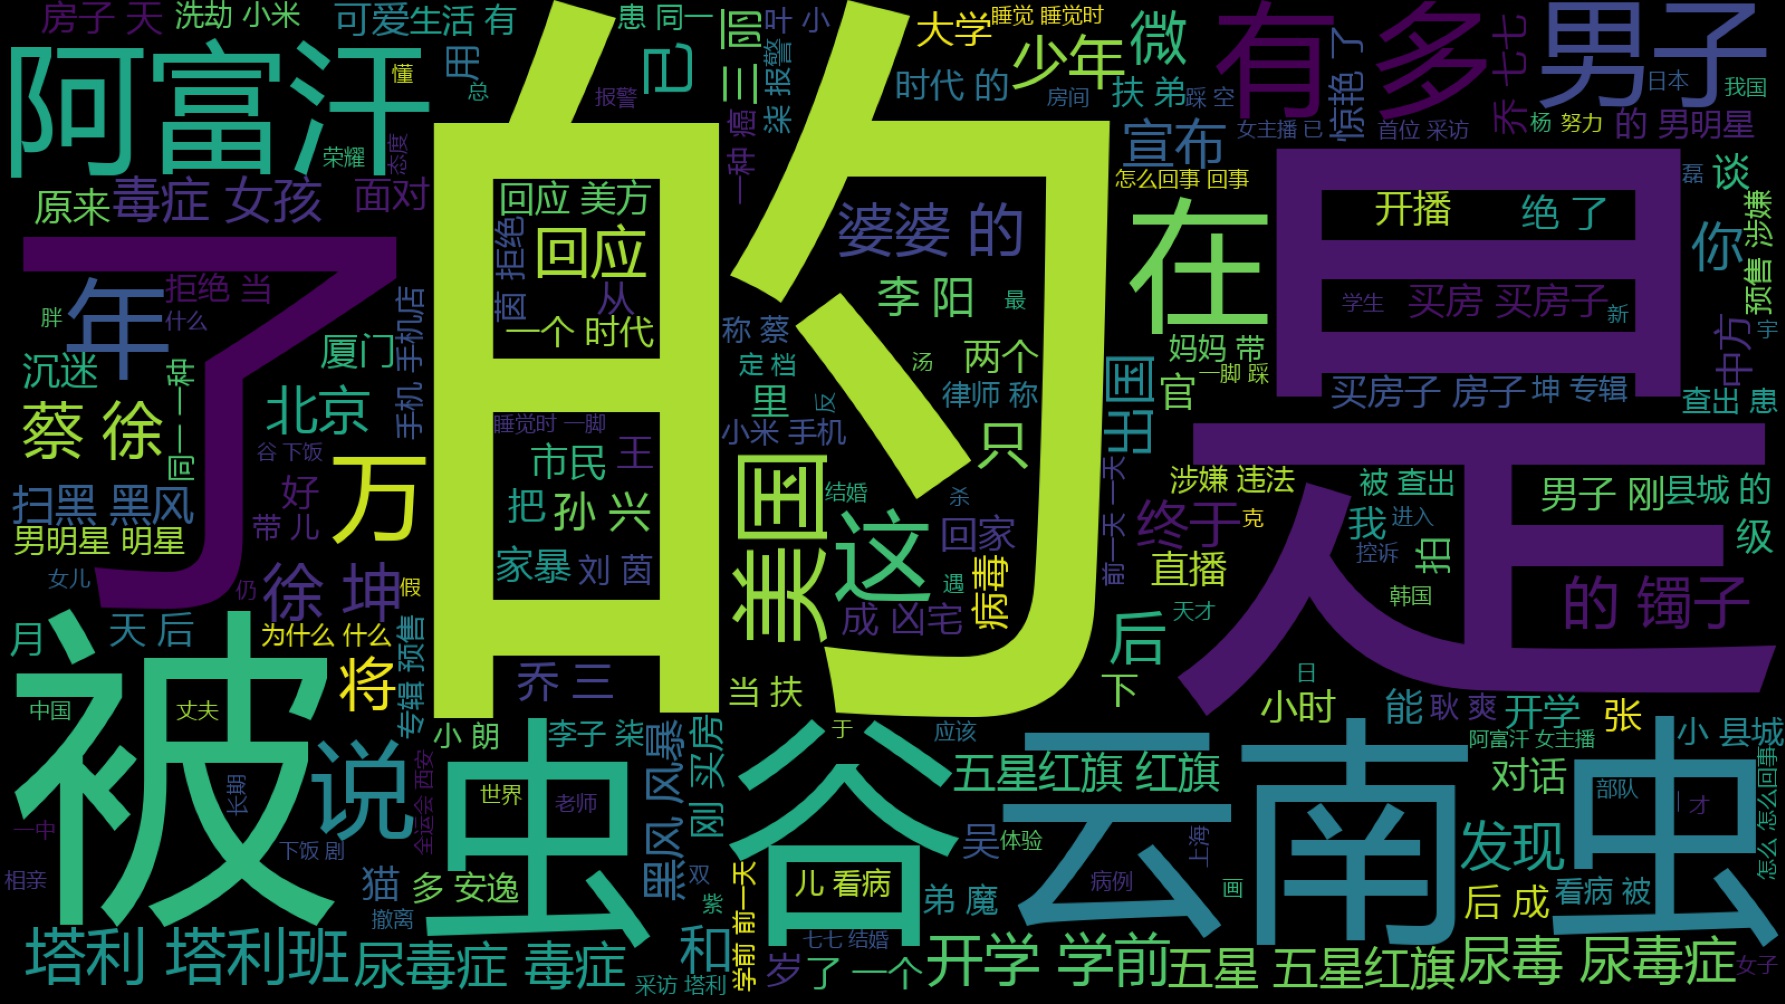 房子 天
洗劫 小米
可爱
生活 有
患 同一
三 丽
叶 小
大学
睡觉 睡觉时
微
有 多
男子
阿富汗
懂
用
总
已
报警
报警
柒
少年
时代 的
房间
扶 弟
踩 空
惊艳 了
乔 七七
日本
我国
荣耀
态度
一种 癌
宣布
女主播 已
首位 采访
杨
努力
的 男明星
原来
毒症 女孩
面对
的
回应 美方
回应
茵 拒绝
从
一个 时代
婆婆 的
怎么回事 回事
是
开播
绝 了
磊
谈
你
预售 涉嫌
了
年
拒绝 当
什么
胖
手机 手机店
李 阳
最
在
学生
买房 买房子
新
中方
宇
沉迷
同一 一种
厦门
北京
称 蔡
定 档
里
反
汤
两个
律师 称
妈妈 带
一脚 踩
官
出国
买房子 房子
坤 专辑
查出 患
蔡 徐
谷 下饭
睡觉时 一脚
市民
王
小米 手机
只
扫黑 黑风
好
万
把
孙 兴
美国
结婚
杀
前一天 一天
涉嫌 违法
被 查出
男子 刚
县城 的
男明星 明星
带 儿
家暴
刘 茵
这
回家
终于
克
我
进入
级
女儿
仍
徐 坤
假
遇
病毒
直播
控诉
拍
月
天 后
为什么 什么
专辑 预售
成 凶宅
后
天才
韩国
的 镯子
被
中国
丈夫
将
乔 三
当 扶
下
日
小时
能
耿 爽
开学
张
小 朗
李子 柒
黑风 风暴
刚 买房
于
应该
阿富汗 女主播
小 县城
说
长期
虫
世界
老师
谷
五星红旗 红旗
云南
对话
虫
部队
一 才
怎么 怎么回事
一中
全运会 西安
下饭 剧
吴
体验
上海
发现
相亲
猫
多 安逸
双
紫
学前 前一天
儿 看病
弟 魔
病例
画
后 成
看病 被
撤离
塔利 塔利班
尿毒症 毒症
和
采访 塔利
岁
七七 结婚
了 一个
开学 学前
五星 五星红旗
尿毒 尿毒症
女子